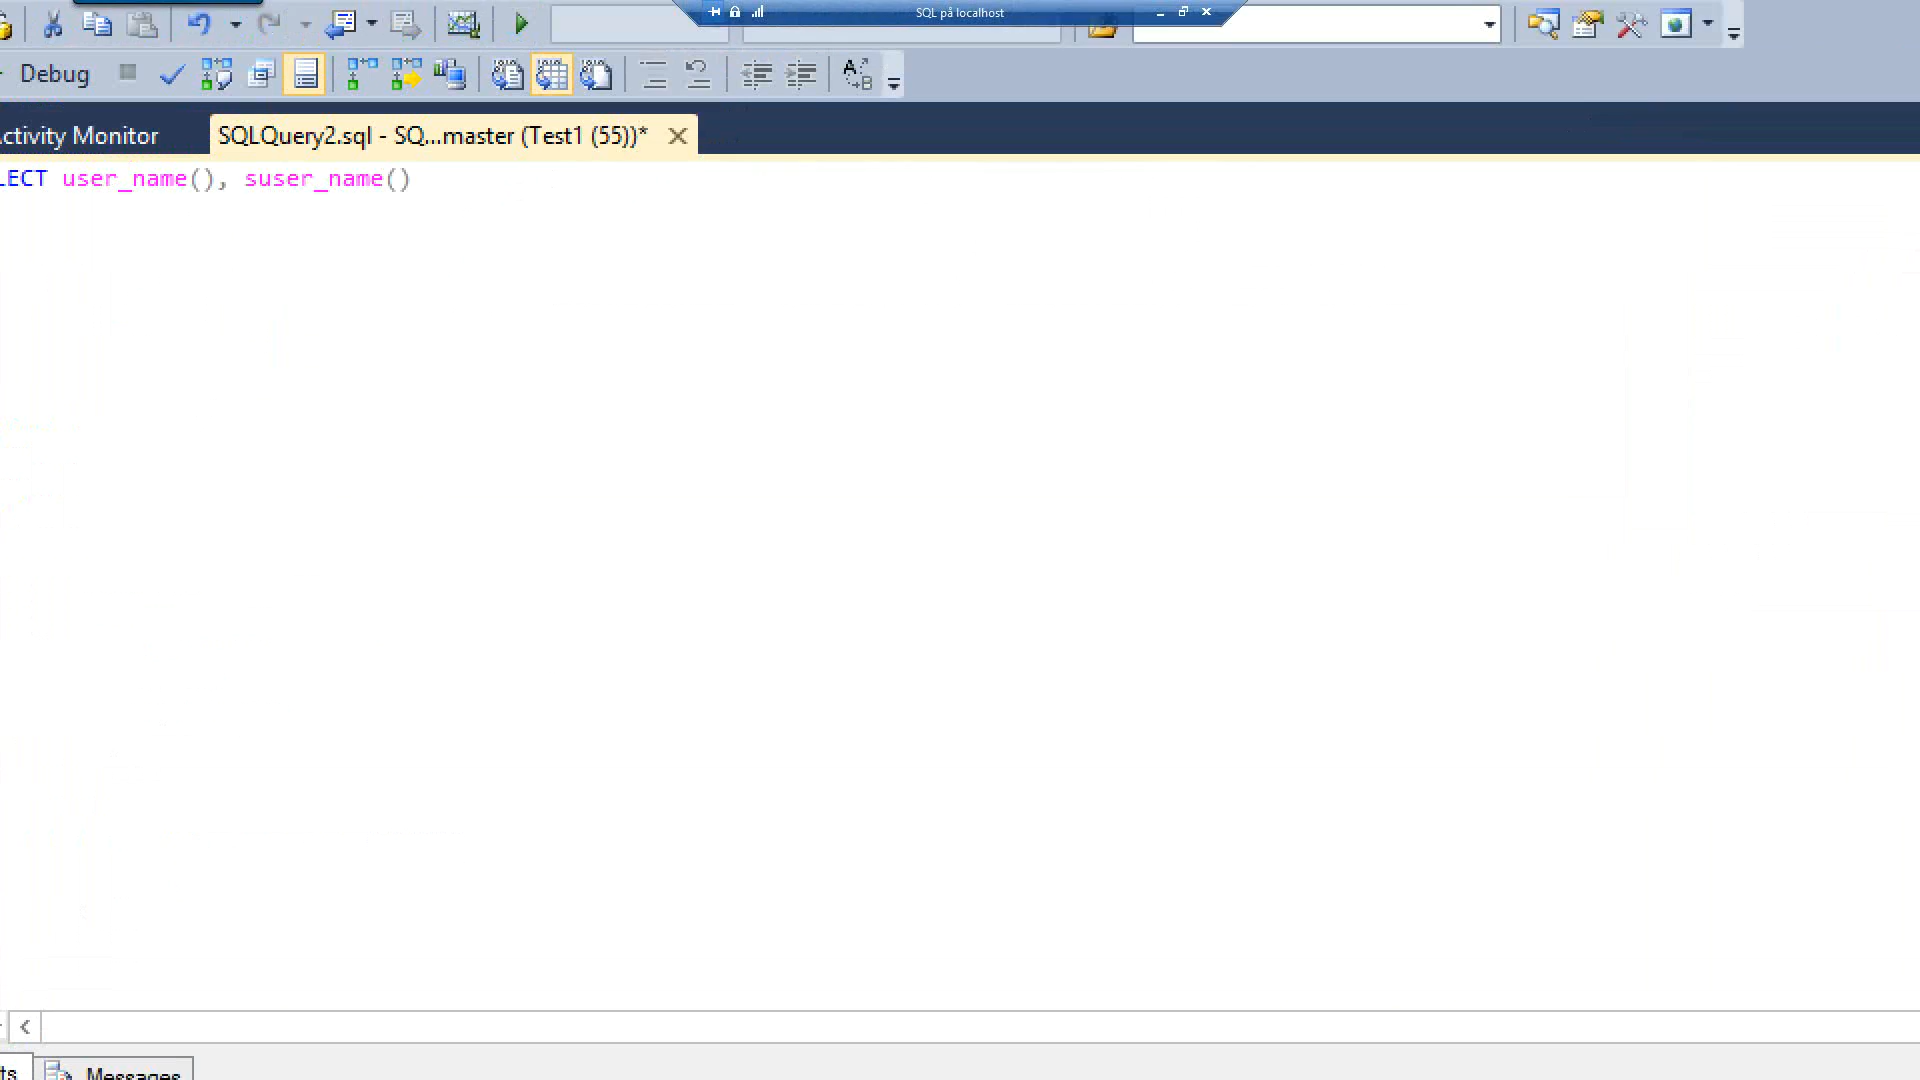 SQL på localhost
Debug
ctivity Monitor
SQLQuery2.sql - SQ...master (Test1 (55))*
LECT user_name(), suser_name()
ts
Messages